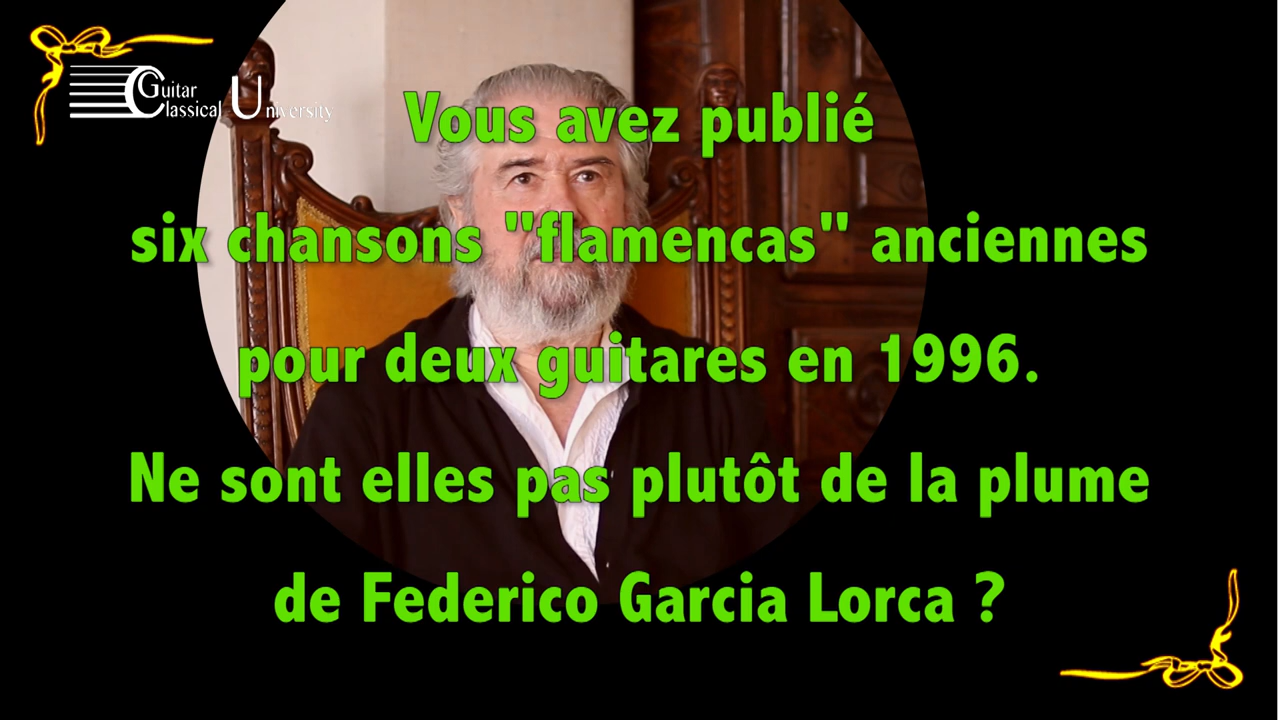 Guitar
Classical University
Vous avez publié
six chansons "flamencas" anciennes
pour deux guitares en 1996.
Ne sont elles pas plutôt de la plume
de Federico Garcia Lorca ?